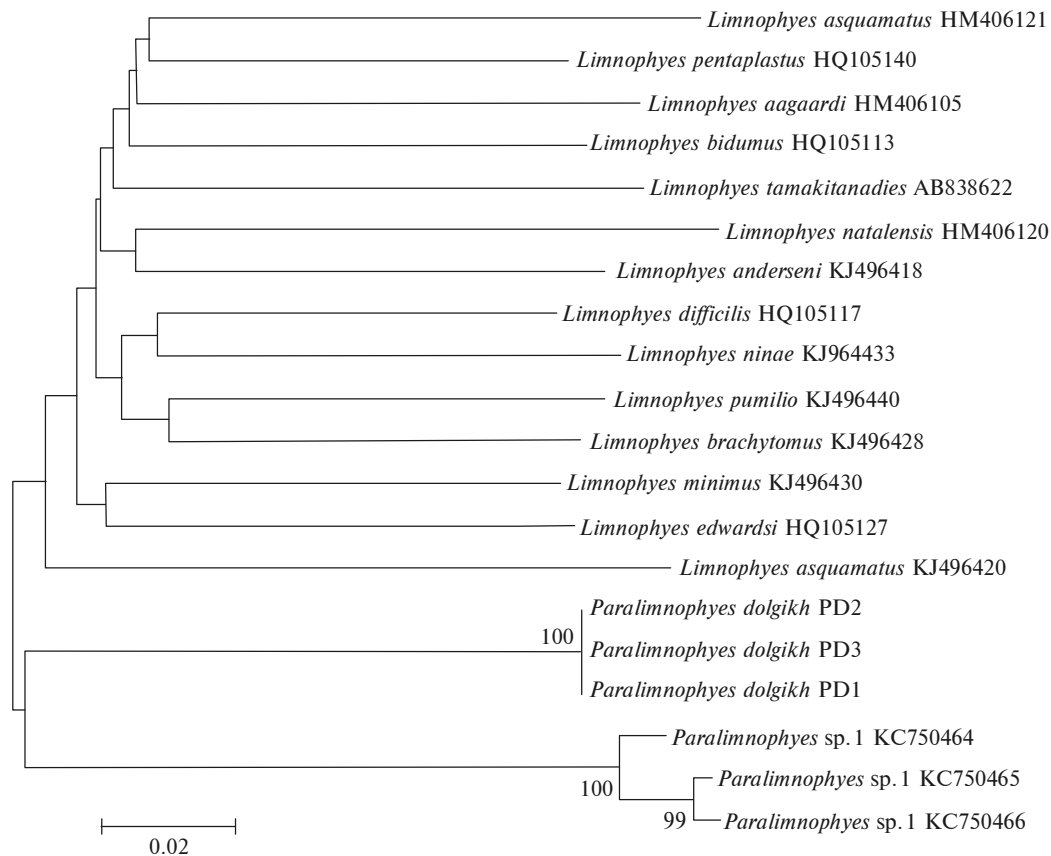 Limnophyes asquamatus HM406121
Limnophyes pentaplastus HQ105140
Limnophyes aagaardi HM406105
Limnophyes bidumus HQ105113
Limnophyes tamakitanadies AB838622
Limnophyes natalensis HM406120
Limnophyes anderseni KJ496418
Limnophyes difficilis HQ105117
Limnophyes ninae KJ964433
Limnophyes pumilio KJ496440
Limnophyes brachytomus KJ496428
Limnophyes minimus KJ496430
Limnophyes edwardsi HQ105127
Limnophyes asquamatus KJ496420
Paralimnophyes dolgikh PD2
100
Paralimnophyes dolgikh PD3
Paralimnophyes dolgikh PD1
Paralimnophyes sp. 1 KC750464
100
Paralimnophyes sp. 1 KC750465
99
Paralimnophyes sp. 1 KC750466
0.02